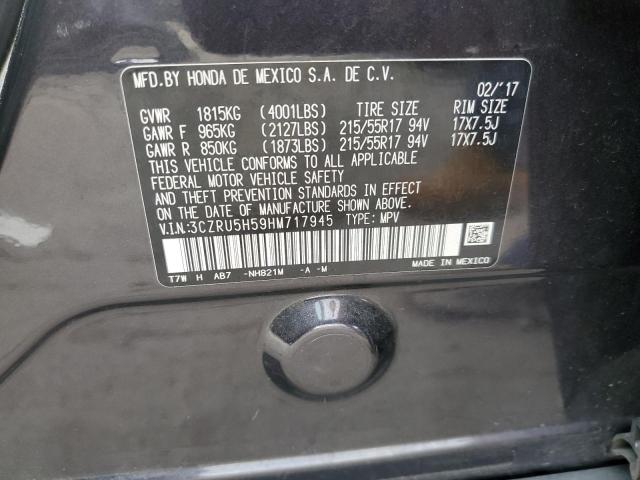 MFD.BY HONDA DE MEXICO S.A. DE C.V.
02/'17
GVWR 1815KG (4001LBS) TIRE SIZE RIM SIZE
GAWR F 965KG (2127LBS) 215/55R17 94V 17X7.5J
GAWR R 850KG (1873LBS) 215/55R17 94V 17X7.5J
THIS VEHICLE CONFORMS TO ALL APPLICABLE
FEDERAL MOTOR VEHICLE SAFETY
AND THEFT PREVENTION STANDARDS IN EFFECT
ON THE DATE OF MANUFACTURE SHOWN ABOVE.
V.I.N.:3CZRU5H59HM717945 TYPE: MPV
T7W H AB7 -NH821M -A -M
MADE IN MEXICO